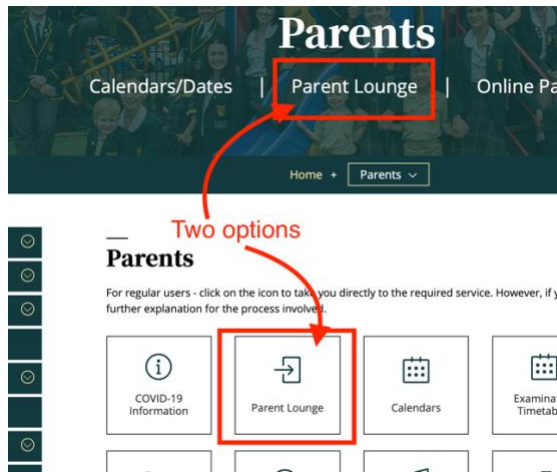 Parents
Calendars/Dates | Parent Lounge | Online Pa
Home + Parents
Two options
Parents
For regular users - click on the icon to take you directly to the required service. However, if y
further explanation for the process involved.
COVID-19
Information
Parent Lounge
Calendars
Examinat
Timetab